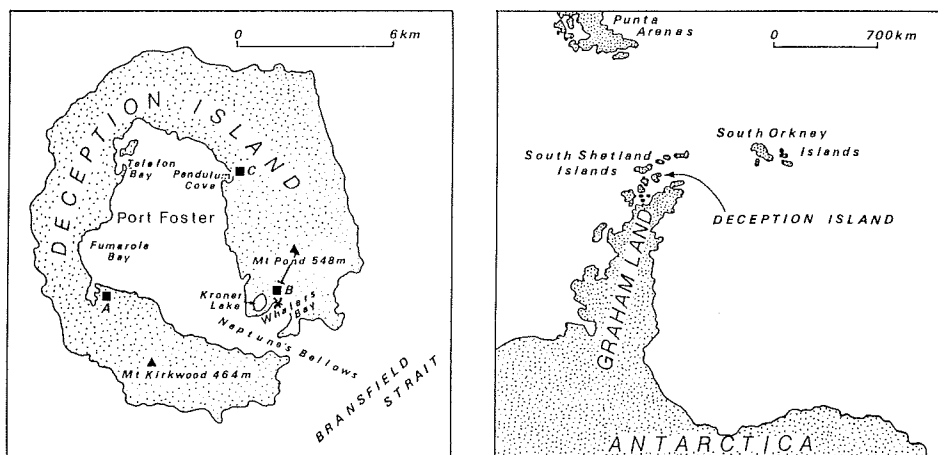 0 6 km
DECEPTION ISLAND
Telefon
Bay
Pendulum
Cove
C
Port Foster
Fumarole
Bay
Mt Pond 548m
A
B
Kroner
Lake
Whalers
Bay
Neptune's Bellows
Mt Kirkwood 464m
BRANSFIELD
STRAIT
Punta
Arenas
0 700km
South Orkney
Islands
South Shetland
Islands
DECEPTION ISLAND
GRAHAM LAND
ANTARCTICA